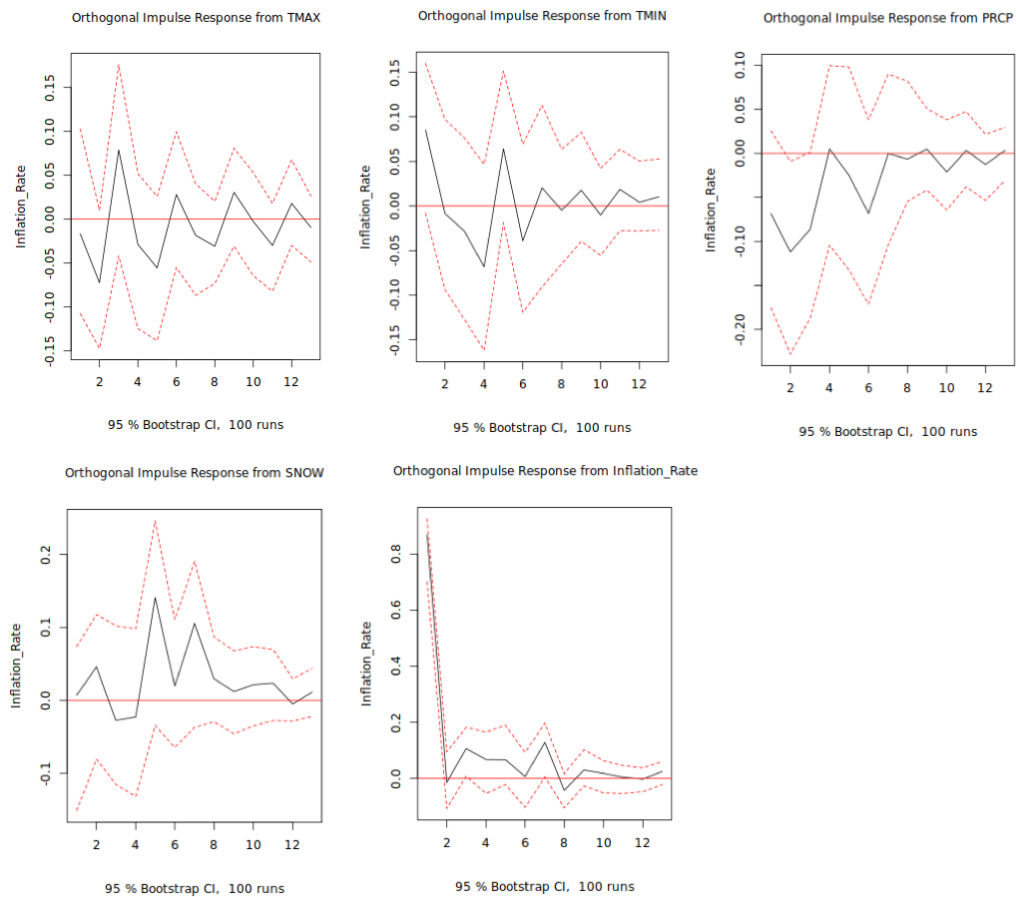 Orthogonal Impulse Response from TMAX
Inflation_Rate
0.15
0.10
0.05
0.00
-0.05
-0.10
-0.15
2 4 6 8 10 12
95 % Bootstrap CI, 100 runs
Orthogonal Impulse Response from TMIN
Inflation_Rate
0.15
0.10
0.05
0.00
-0.05
-0.10
-0.15
2 4 6 8 10 12
95 % Bootstrap CI, 100 runs
Orthogonal Impulse Response from PRCP
Inflation_Rate
0.10
0.05
0.00
-0.10
-0.20
2 4 6 8 10 12
95 % Bootstrap CI, 100 runs
Orthogonal Impulse Response from SNOW
Inflation_Rate
0.2
0.1
0.0
-0.1
2 4 6 8 10 12
95 % Bootstrap CI, 100 runs
Orthogonal Impulse Response from Inflation_Rate
Inflation_Rate
0.8
0.6
0.4
0.2
0.0
2 4 6 8 10 12
95 % Bootstrap CI, 100 runs